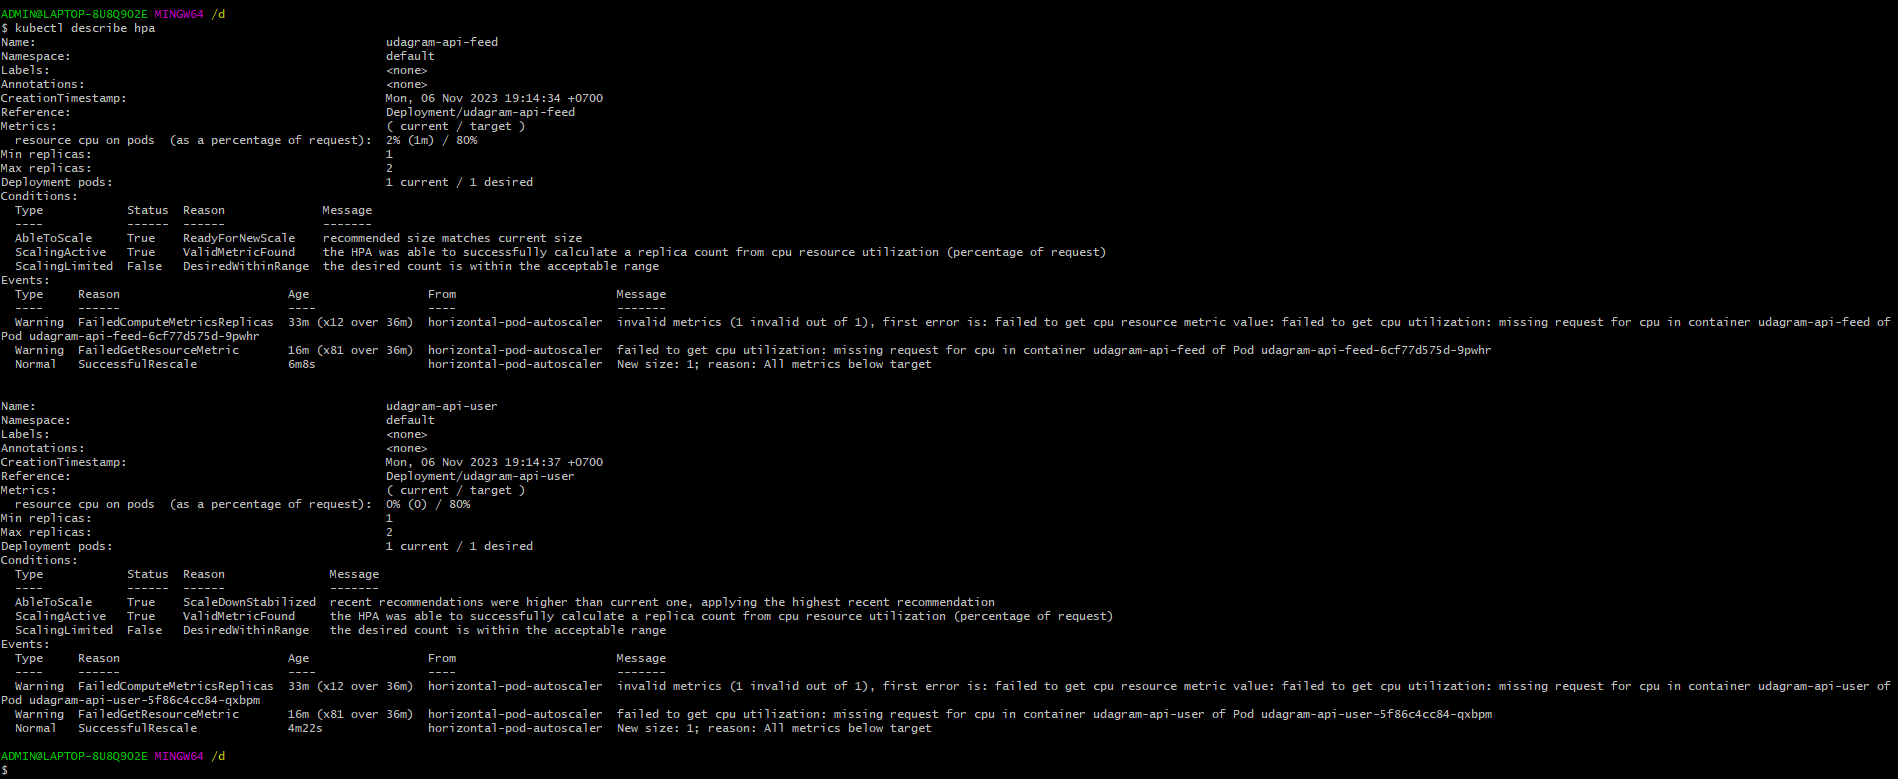 ADMIN@LAPTOP-8U8Q9O2E MINGW64 /d
$ kubectl describe hpa
Name:                                                  udagram-api-feed
Namespace:                                             default
Labels:                                                <none>
Annotations:                                           <none>
CreationTimestamp:                                     Mon, 06 Nov 2023 19:14:34 +0700
Reference:                                             Deployment/udagram-api-feed
Metrics:                                               ( current / target )
  resource cpu on pods  (as a percentage of request):  2% (1m) / 80%
Min replicas:                                          1
Max replicas:                                          2
Deployment pods:                                       1 current / 1 desired
Conditions:
  Type            Status  Reason              Message
  ----            ------  ------              -------
  AbleToScale     True    ReadyForNewScale    recommended size matches current size
  ScalingActive   True    ValidMetricFound    the HPA was able to successfully calculate a replica count from cpu resource utilization (percentage of request)
  ScalingLimited  False   DesiredWithinRange  the desired count is within the acceptable range
Events:
  Type     Reason                        Age                 From                       Message
  ----     ------                        ----                ----                       -------
  Warning  FailedComputeMetricsReplicas  33m (x12 over 36m)  horizontal-pod-autoscaler  invalid metrics (1 invalid out of 1), first error is: failed to get cpu resource metric value: failed to get cpu utilization: missing request for cpu in container udagram-api-feed of
Pod udagram-api-feed-6cf77d575d-9pwhr
  Warning  FailedGetResourceMetric       16m (x81 over 36m)  horizontal-pod-autoscaler  failed to get cpu utilization: missing request for cpu in container udagram-api-feed of Pod udagram-api-feed-6cf77d575d-9pwhr
  Normal   SuccessfulRescale             6m8s                horizontal-pod-autoscaler  New size: 1; reason: All metrics below target
Name:                                                  udagram-api-user
Namespace:                                             default
Labels:                                                <none>
Annotations:                                           <none>
CreationTimestamp:                                     Mon, 06 Nov 2023 19:14:37 +0700
Reference:                                             Deployment/udagram-api-user
Metrics:                                               ( current / target )
  resource cpu on pods  (as a percentage of request):  0% (0) / 80%
Min replicas:                                          1
Max replicas:                                          2
Deployment pods:                                       1 current / 1 desired
Conditions:
  Type            Status  Reason               Message
  ----            ------  ------               -------
  AbleToScale     True    ScaleDownStabilized  recent recommendations were higher than current one, applying the highest recent recommendation
  ScalingActive   True    ValidMetricFound     the HPA was able to successfully calculate a replica count from cpu resource utilization (percentage of request)
  ScalingLimited  False   DesiredWithinRange   the desired count is within the acceptable range
Events:
  Type     Reason                        Age                 From                       Message
  ----     ------                        ----                ----                       -------
  Warning  FailedComputeMetricsReplicas  33m (x12 over 36m)  horizontal-pod-autoscaler  invalid metrics (1 invalid out of 1), first error is: failed to get cpu resource metric value: failed to get cpu utilization: missing request for cpu in container udagram-api-user of
Pod udagram-api-user-5f86c4cc84-qxbpm
  Warning  FailedGetResourceMetric       16m (x81 over 36m)  horizontal-pod-autoscaler  failed to get cpu utilization: missing request for cpu in container udagram-api-user of Pod udagram-api-user-5f86c4cc84-qxbpm
  Normal   SuccessfulRescale             4m22s               horizontal-pod-autoscaler  New size: 1; reason: All metrics below target
ADMIN@LAPTOP-8U8Q9O2E MINGW64 /d
$